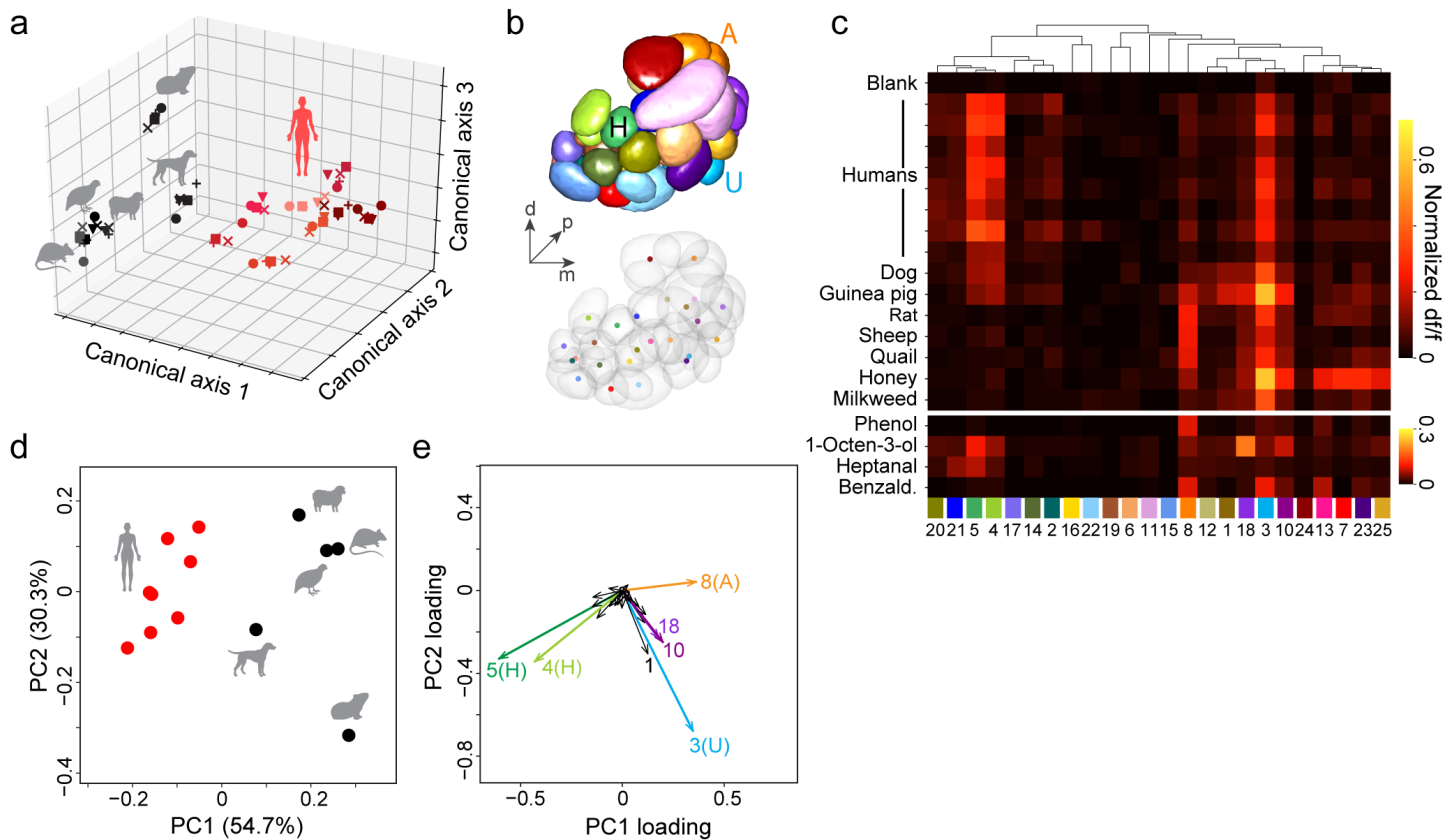 a
Canonical axis 1
Canonical axis 2
Canonical axis 3
b
A
H
U
d
p
m
c
Blank
Humans
Dog
Guinea pig
Rat
Sheep
Quail
Honey
Milkweed
Phenol
1-Octen-3-ol
Heptanal
Benzald.
20 21 5 4 17 14 2 16 22 19 6 11 15 8 12 1 18 3 10 24 13 7 23 25
0.6
0
Normalized df/f
0.3
0
d
0.2
0
−0.2
−0.4
PC2 (30.3%)
−0.2 0 0.2
PC1 (54.7%)
e
0.4
0
−0.4
−0.8
PC2 loading
8(A)
18
10
1
5(H)
4(H)
3(U)
−0.5 0 0.5
PC1 loading